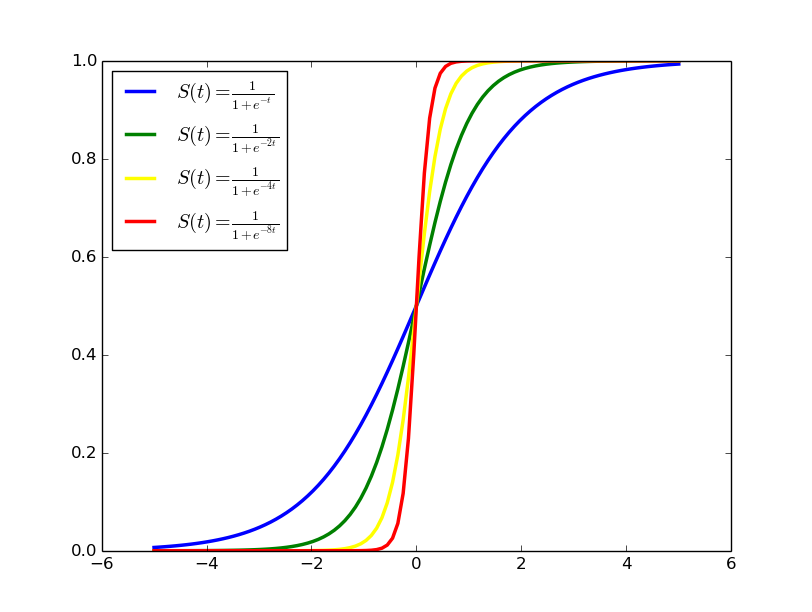 1.0
0.8
0.6
0.4
0.2
0.0
−6 −4 −2 0 2 4 6
S(t) = 1/(1+e^{−t})
S(t) = 1/(1+e^{−2t})
S(t) = 1/(1+e^{−4t})
S(t) = 1/(1+e^{−8t})